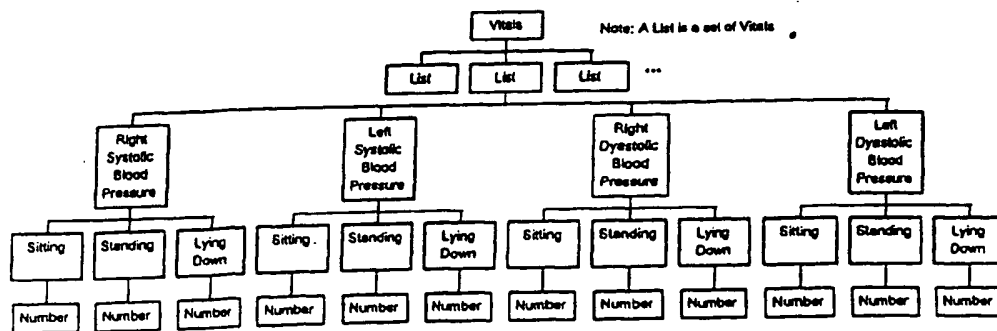 Vitals
Note: A List is a set of Vitals
List List List ...
Right Systolic Blood Pressure
Left Systolic Blood Pressure
Right Dyastolic Blood Pressure
Left Dyastolic Blood Pressure
Sitting Standing Lying Down Sitting Standing Lying Down Sitting Standing Lying Down Sitting Standing Lying Down
Number Number Number Number Number Number Number Number Number Number Number Number